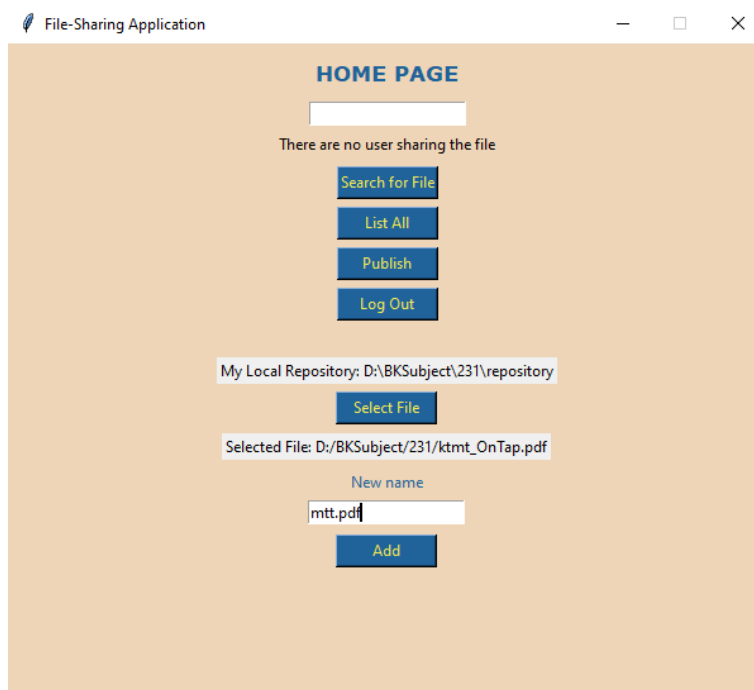 File-Sharing Application
HOME PAGE
There are no user sharing the file
Search for File
List All
Publish
Log Out
My Local Repository: D:\BKSubject\231\repository
Select File
Selected File: D:/BKSubject/231/ktmt_OnTap.pdf
New name
mtt.pdf
Add